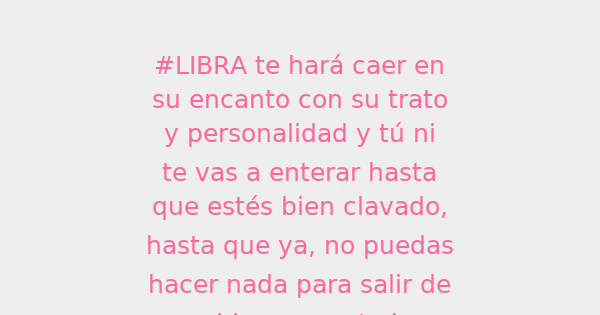 #LIBRA te hará caer en
su encanto con su trato
y personalidad y tú ni
te vas a enterar hasta
que estés bien clavado,
hasta que ya, no puedas
hacer nada para salir de